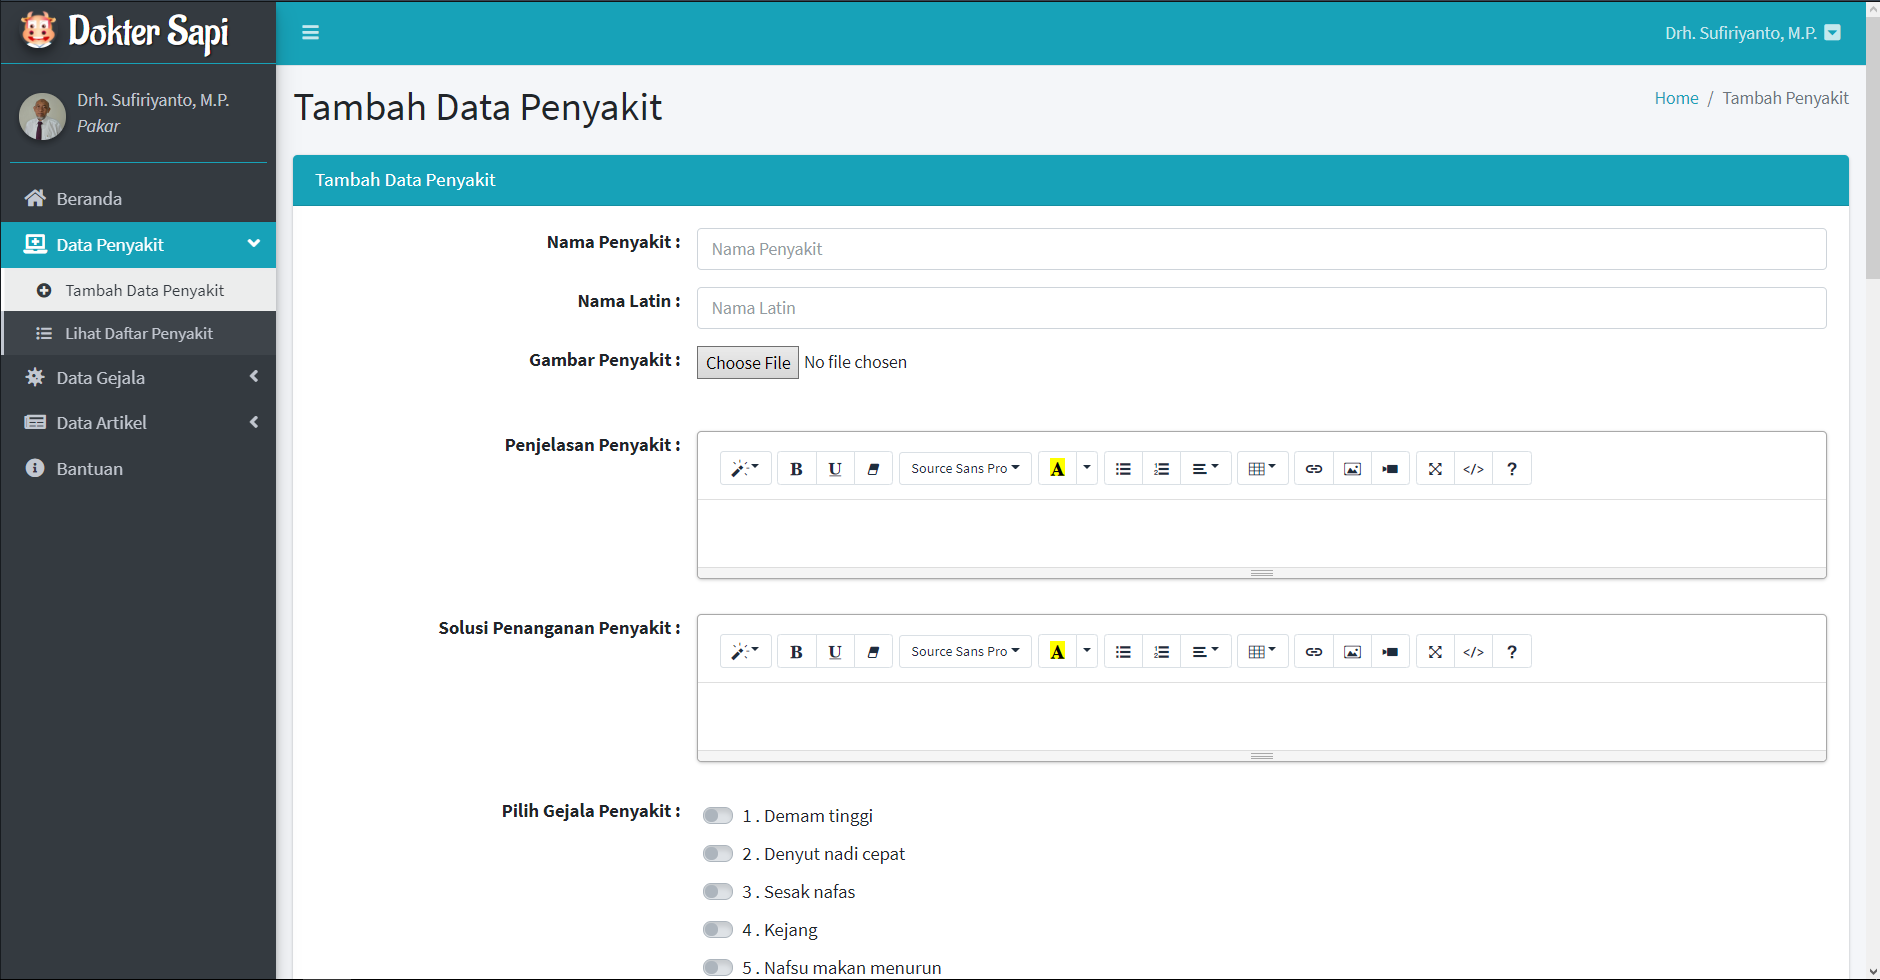 Dokter Sapi
Drh. Sufiriyanto, M.P.
Drh. Sufiriyanto, M.P.
Pakar
Beranda
Data Penyakit
Tambah Data Penyakit
Lihat Daftar Penyakit
Data Gejala
Data Artikel
Bantuan
Tambah Data Penyakit
Home / Tambah Penyakit
Tambah Data Penyakit
Nama Penyakit :
Nama Penyakit
Nama Latin :
Nama Latin
Gambar Penyakit :
Choose File No file chosen
Penjelasan Penyakit :
B U Source Sans Pro A </> ?
Solusi Penanganan Penyakit :
B U Source Sans Pro A </> ?
Pilih Gejala Penyakit :
1 . Demam tinggi
2 . Denyut nadi cepat
3 . Sesak nafas
4 . Kejang
5 . Nafsu makan menurun